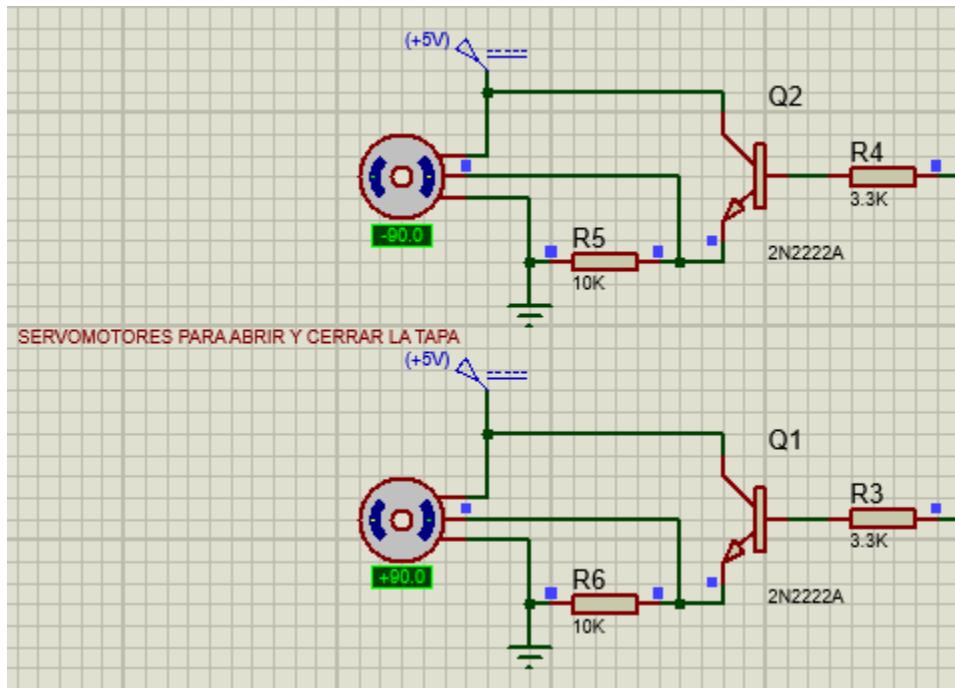 (+5V)
Q2
R4
3.3K
-90.0
R5
10K
2N2222A
SERVOMOTORES PARA ABRIR Y CERRAR LA TAPA
(+5V)
Q1
R3
3.3K
+90.0
R6
10K
2N2222A